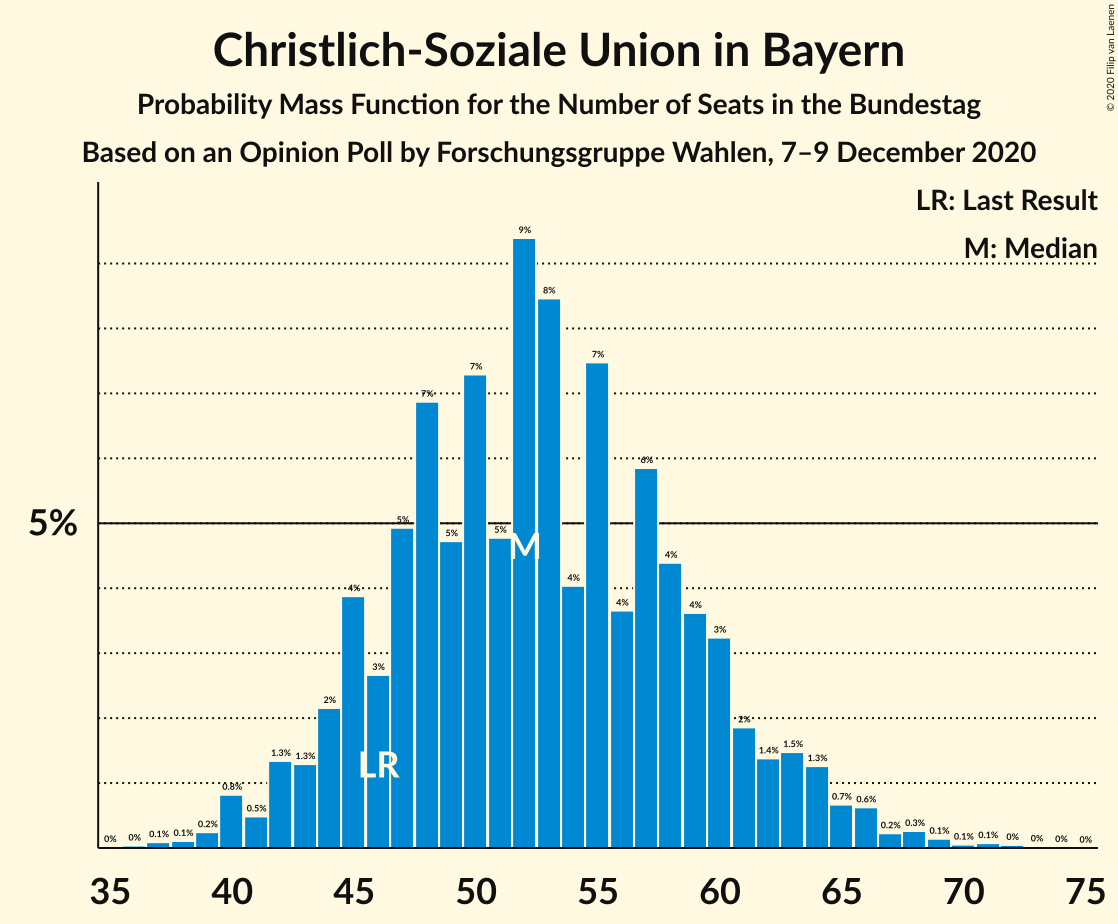 Christlich-Soziale Union in Bayern
Probability Mass Function for the Number of Seats in the Bundestag
Based on an Opinion Poll by Forschungsgruppe Wahlen, 7–9 December 2020
© 2020 Filip van Laenen
LR: Last Result
M: Median
5%
0% 0% 0.1% 0.1% 0.2% 0.8% 0.5% 1.3% 1.3% 2% 4% 3% 5% 7% 5% 7% 5% 9% 8% 4% 7% 4% 6% 4% 4% 3% 2% 1.4% 1.5% 1.3% 0.7% 0.6% 0.2% 0.3% 0.1% 0.1% 0.1% 0% 0% 0% 0%
M
LR
35 40 45 50 55 60 65 70 75